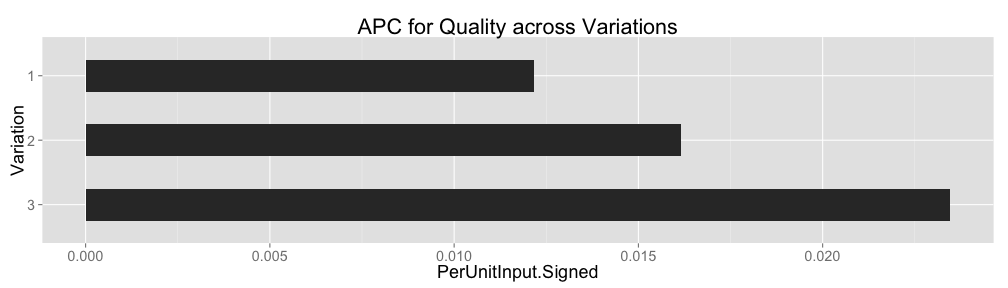 APC for Quality across Variations
Variation
1
2
3
0.000 0.005 0.010 0.015 0.020
PerUnitInput.Signed